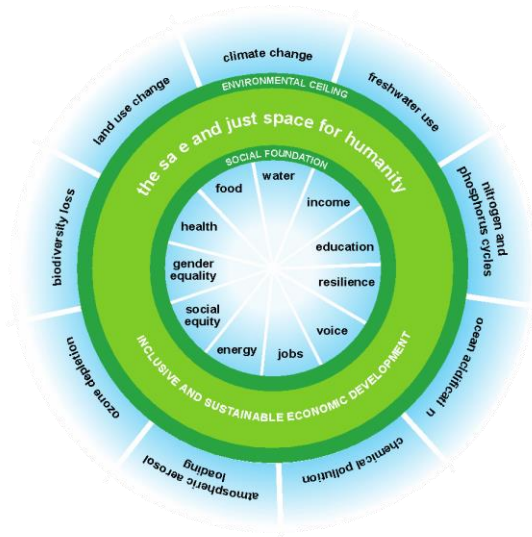 climate change
freshwater use
nitrogen and
phosphorus cycles
ocean acidificati n
chemical pollution
atmospheric aerosol
loading
ozone depletion
biodiversity loss
land use change
ENVIRONMENTAL CEILING
the sa e and just space for humanity
SOCIAL FOUNDATION
water
income
education
resilience
voice
jobs
energy
social
equity
gender
equality
health
food
INCLUSIVE AND SUSTAINABLE ECONOMIC DEVELOPMENT